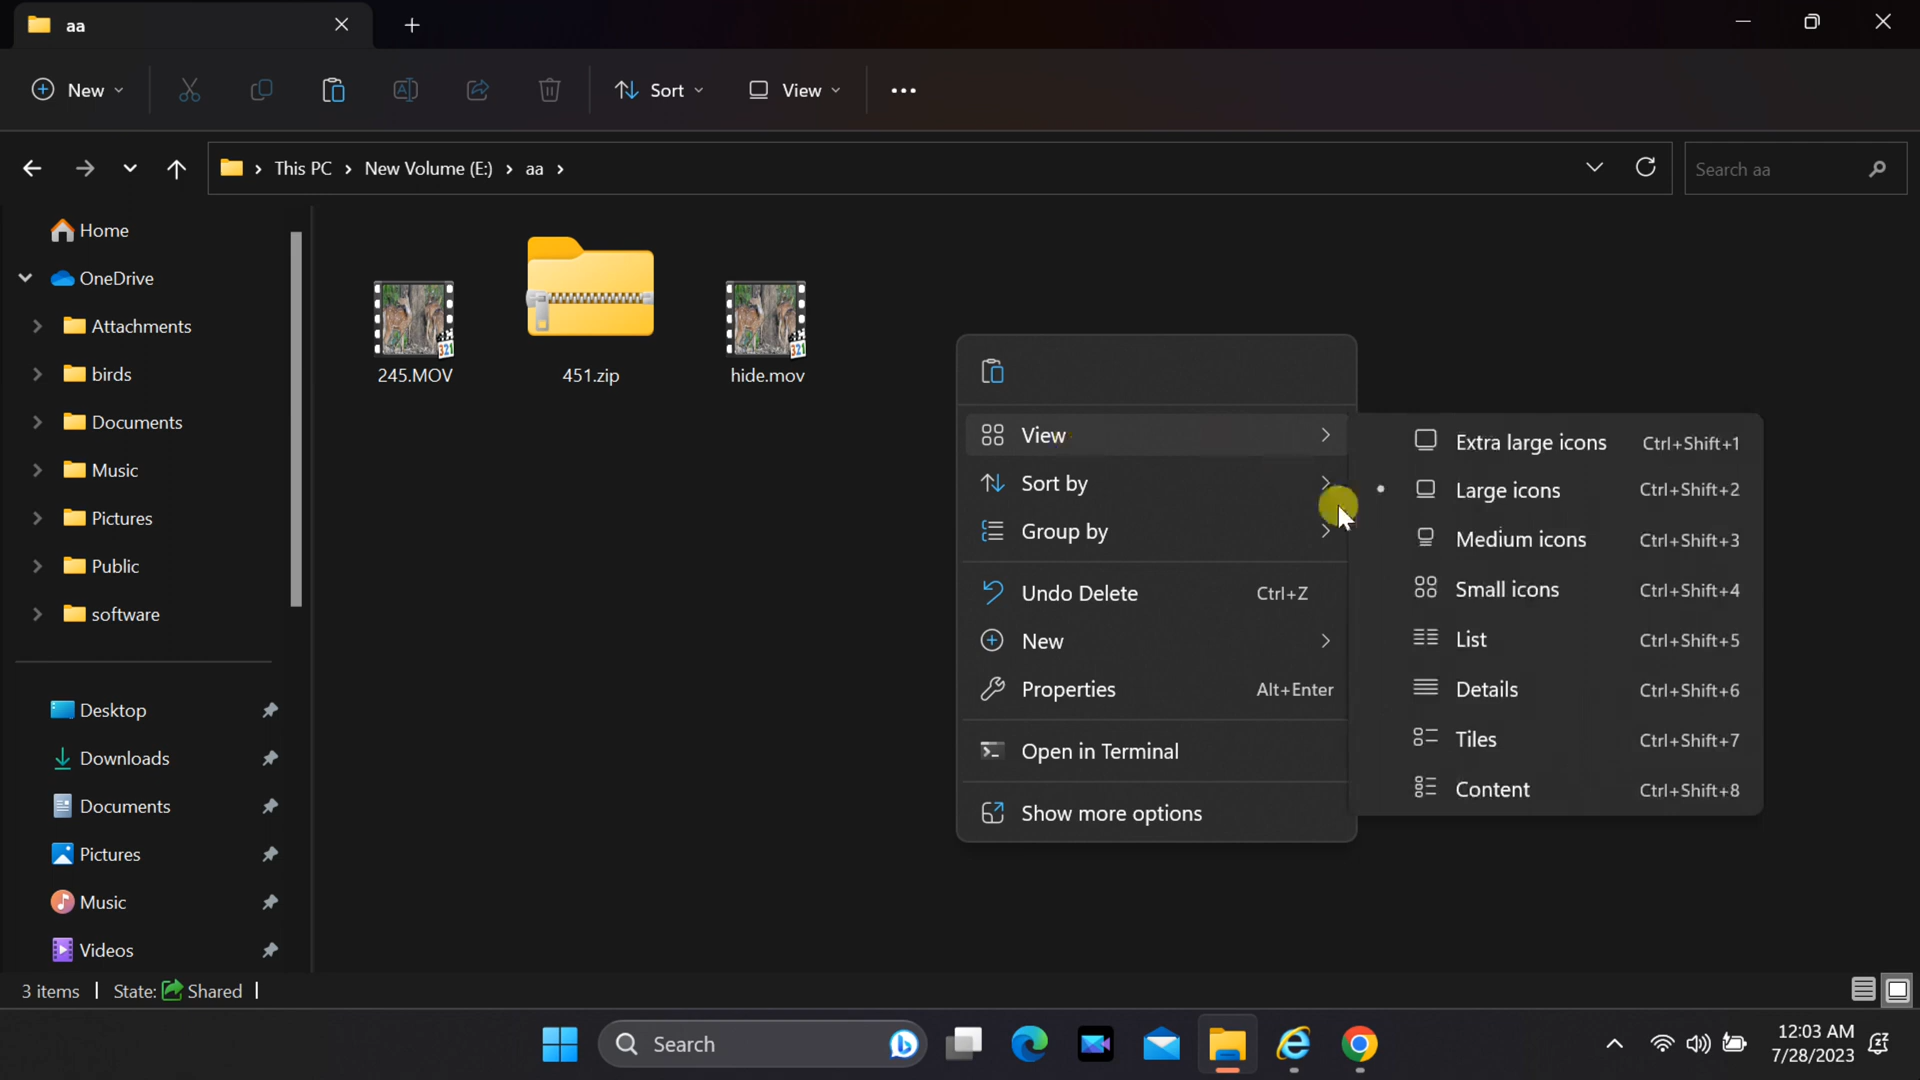 aa
New
Sort
View
This PC
New Volume (E:)
aa
Search aa
Home
OneDrive
Attachments
birds
Documents
Music
Pictures
Public
software
Desktop
Downloads
Documents
Pictures
Music
Videos
245.MOV
451.zip
hide.mov
View
Sort by
Group by
Undo Delete Ctrl+Z
New
Properties Alt+Enter
Open in Terminal
Show more options
Extra large icons Ctrl+Shift+1
Large icons Ctrl+Shift+2
Medium icons Ctrl+Shift+3
Small icons Ctrl+Shift+4
List Ctrl+Shift+5
Details Ctrl+Shift+6
Tiles Ctrl+Shift+7
Content Ctrl+Shift+8
3 items State: Shared
Search
12:03 AM
7/28/2023